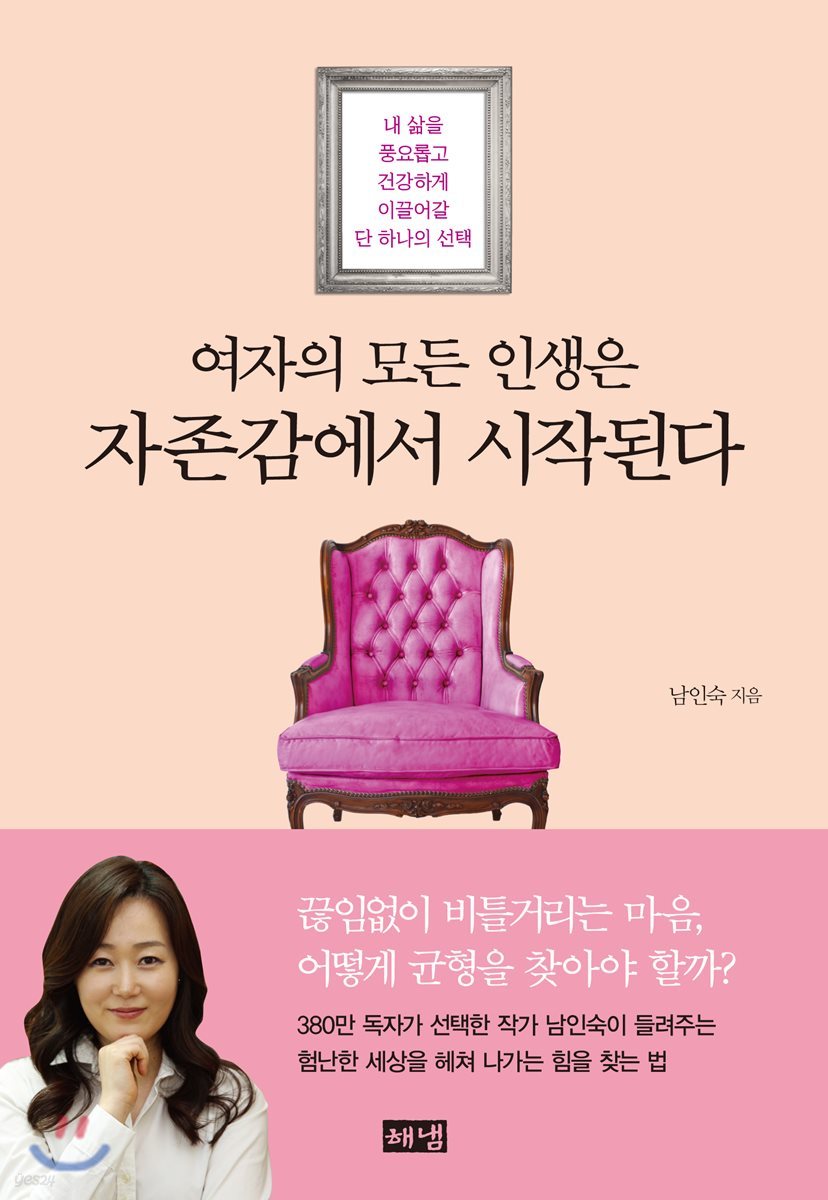 내 삶을
풍요롭고
건강하게
이끌어갈
단 하나의 선택
여자의 모든 인생은
자존감에서 시작된다
남인숙 지음
끊임없이 비틀거리는 마음,
어떻게 균형을 찾아야 할까?
380만 독자가 선택한 작가 남인숙이 들려주는
험난한 세상을 헤쳐 나가는 힘을 찾는 법
해냄
yes24